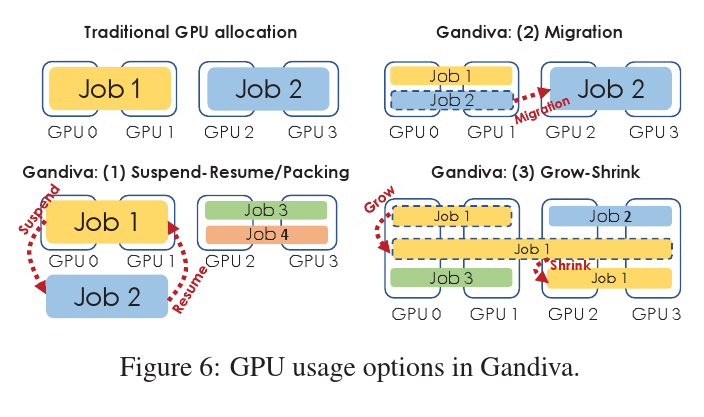 Traditional GPU allocation
Job 1
Job 2
GPU 0
GPU 1
GPU 2
GPU 3
Gandiva: (2) Migration
Job 1
Job 2
Migration
Job 2
GPU 0
GPU 1
GPU 2
GPU 3
Gandiva: (1) Suspend-Resume/Packing
Suspend
Job 1
Job 3
Job 4
GPU 0
GPU 1
GPU 2
GPU 3
Job 2
Resume
Gandiva: (3) Grow-Shrink
Grow
Job 1
Job 2
Job 1
Shrink
Job 3
Job 1
GPU 0
GPU 1
GPU 2
GPU 3
Figure 6: GPU usage options in Gandiva.